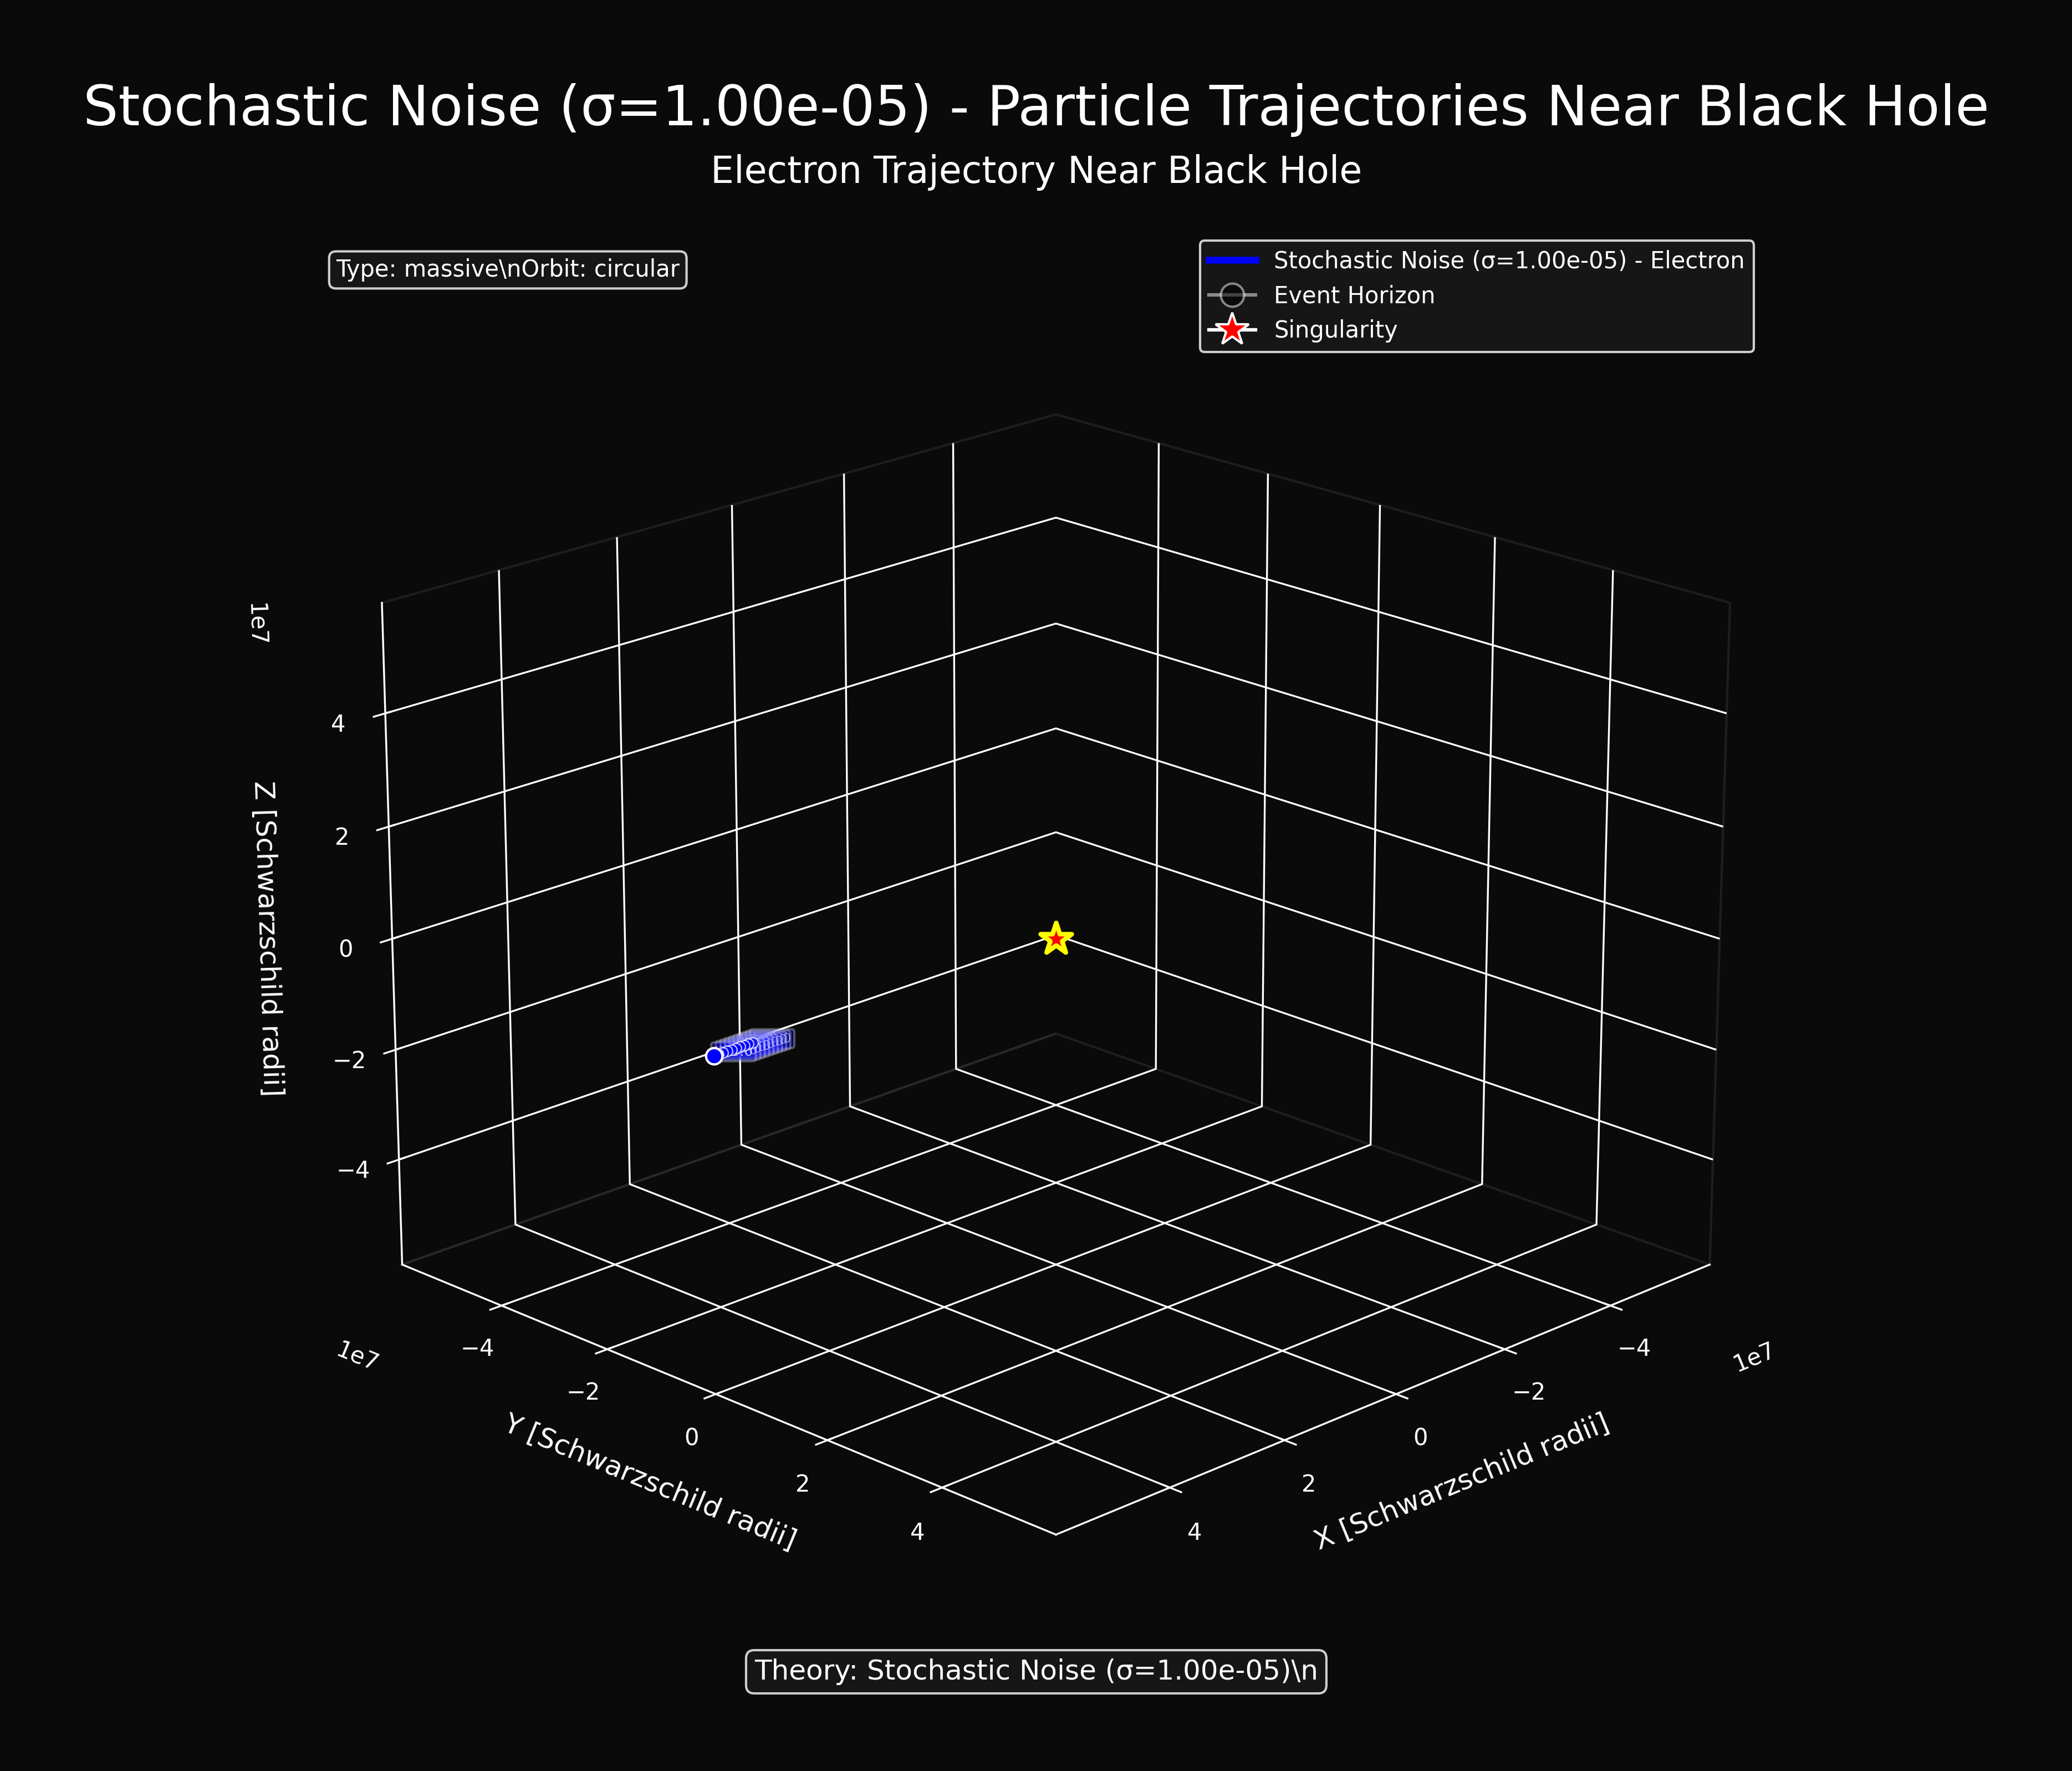 Stochastic Noise (σ=1.00e-05) - Particle Trajectories Near Black Hole
Electron Trajectory Near Black Hole
Type: massive\nOrbit: circular
Stochastic Noise (σ=1.00e-05) - Electron
Event Horizon
Singularity
1e7
4
2
0
−2
−4
Z [Schwarzschild radii]
1e7
−4
−2
0
2
4
Y [Schwarzschild radii]
1e7
−4
−2
0
2
4
X [Schwarzschild radii]
Theory: Stochastic Noise (σ=1.00e-05)\n